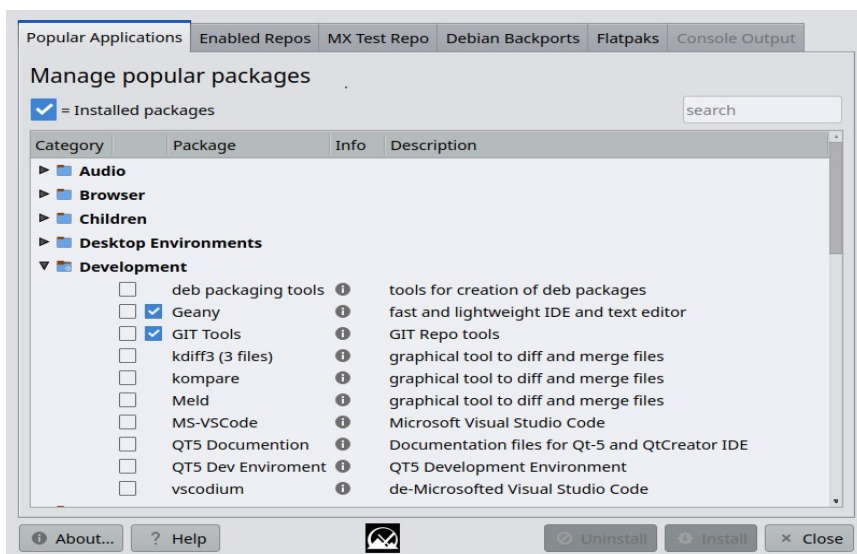 Popular Applications Enabled Repos MX Test Repo Debian Backports Flatpaks Console Output
Manage popular packages
= Installed packages search
Category Package Info Description
Audio
Browser
Children
Desktop Environments
Development
deb packaging tools tools for creation of deb packages
Geany fast and lightweight IDE and text editor
GIT Tools GIT Repo tools
kdiff3 (3 files) graphical tool to diff and merge files
kompare graphical tool to diff and merge files
Meld graphical tool to diff and merge files
MS-VSCode Microsoft Visual Studio Code
QT5 Documention Documentation files for Qt-5 and QtCreator IDE
QT5 Dev Enviroment QT5 Development Environment
vscodium de-Microsofted Visual Studio Code
About... ? Help Uninstall Install × Close